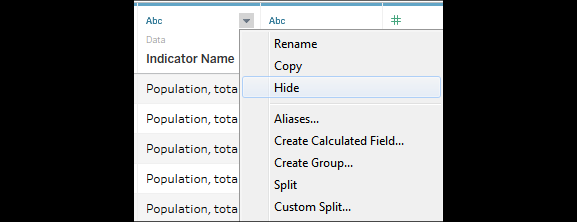 Abc Abc #
Data
Indicator Name
Population, tota
Population, tota
Population, tota
Population, tota
Population, tota
Rename
Copy
Hide
Aliases...
Create Calculated Field...
Create Group...
Split
Custom Split...